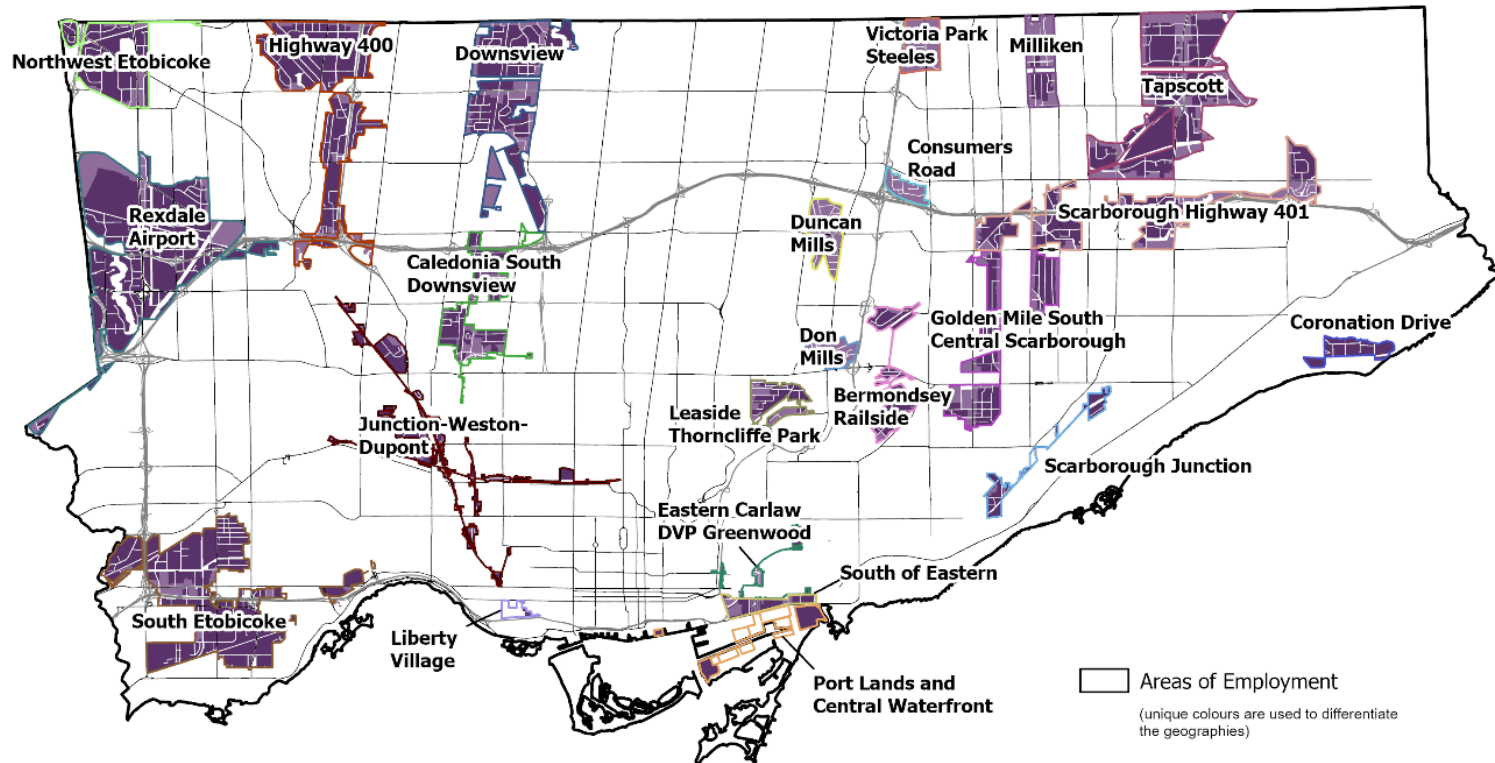 Northwest Etobicoke
Highway 400
Downsview
Victoria Park
Steeles
Milliken
Tapscott
Consumers
Road
Rexdale
Airport
Duncan
Mills
Scarborough Highway 401
Caledonia South
Downsview
Golden Mile South
Central Scarborough
Coronation Drive
Don
Mills
Bermondsey
Railside
Leaside
Thorncliffe Park
Junction-Weston-
Dupont
Scarborough Junction
Eastern Carlaw
DVP Greenwood
South of Eastern
South Etobicoke
Liberty
Village
Port Lands and
Central Waterfront
Areas of Employment
(unique colours are used to differentiate
the geographies)